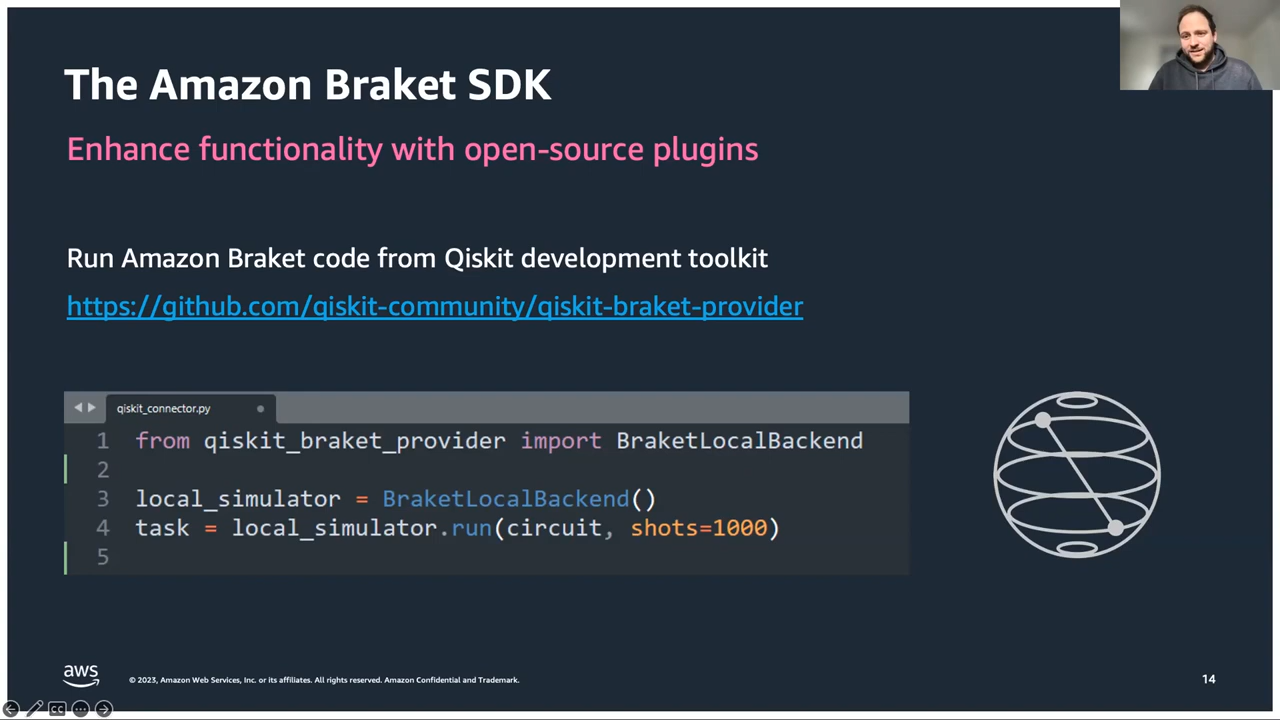 The Amazon Braket SDK
Enhance functionality with open-source plugins
Run Amazon Braket code from Qiskit development toolkit
https://github.com/qiskit-community/qiskit-braket-provider
qiskit_connector.py
1 from qiskit_braket_provider import BraketLocalBackend
2
3 local_simulator = BraketLocalBackend()
4 task = local_simulator.run(circuit, shots=1000)
5
aws
© 2023, Amazon Web Services, Inc. or its affiliates. All rights reserved. Amazon Confidential and Trademark.
14
CC